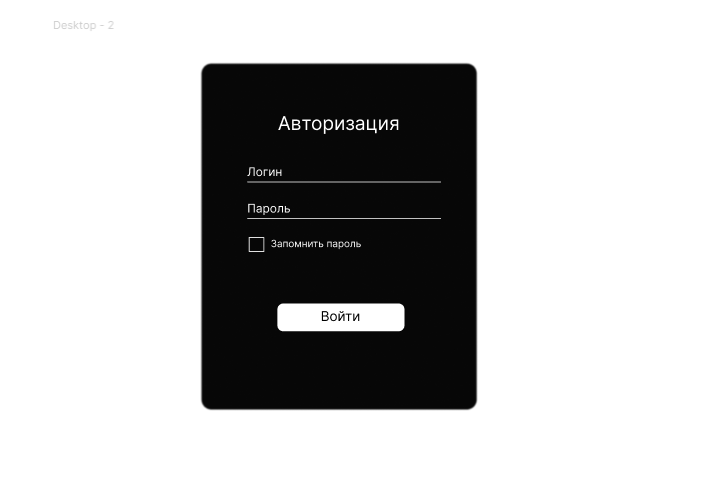 Desktop - 2
Авторизация
Логин
Пароль
Запомнить пароль
Войти